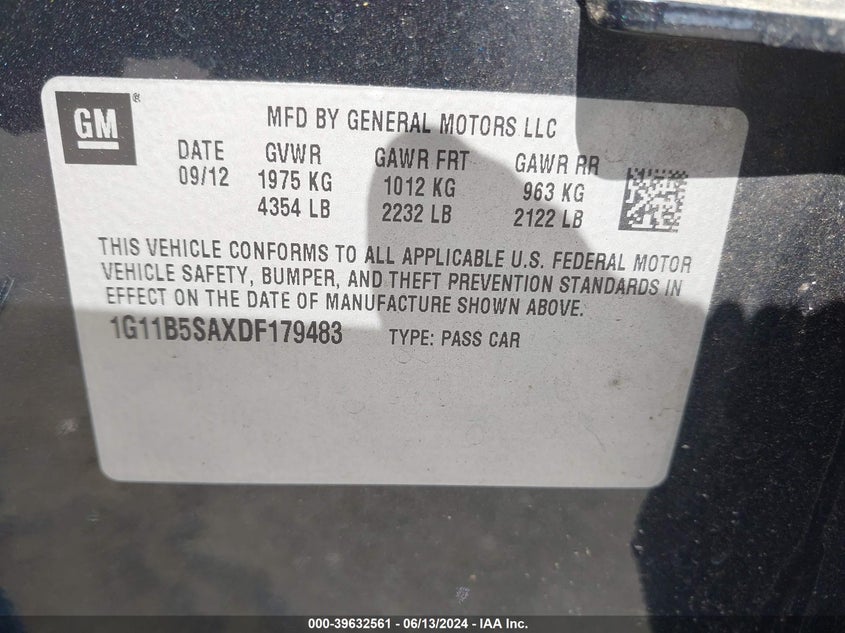 GM ®
MFD BY GENERAL MOTORS LLC
DATE GVWR GAWR FRT GAWR RR
09/12 1975 KG 1012 KG 963 KG
4354 LB 2232 LB 2122 LB
THIS VEHICLE CONFORMS TO ALL APPLICABLE U.S. FEDERAL MOTOR
VEHICLE SAFETY, BUMPER, AND THEFT PREVENTION STANDARDS IN
EFFECT ON THE DATE OF MANUFACTURE SHOWN ABOVE.
1G11B5SAXDF179483 TYPE: PASS CAR
000-39632561 - 06/13/2024 - IAA Inc.